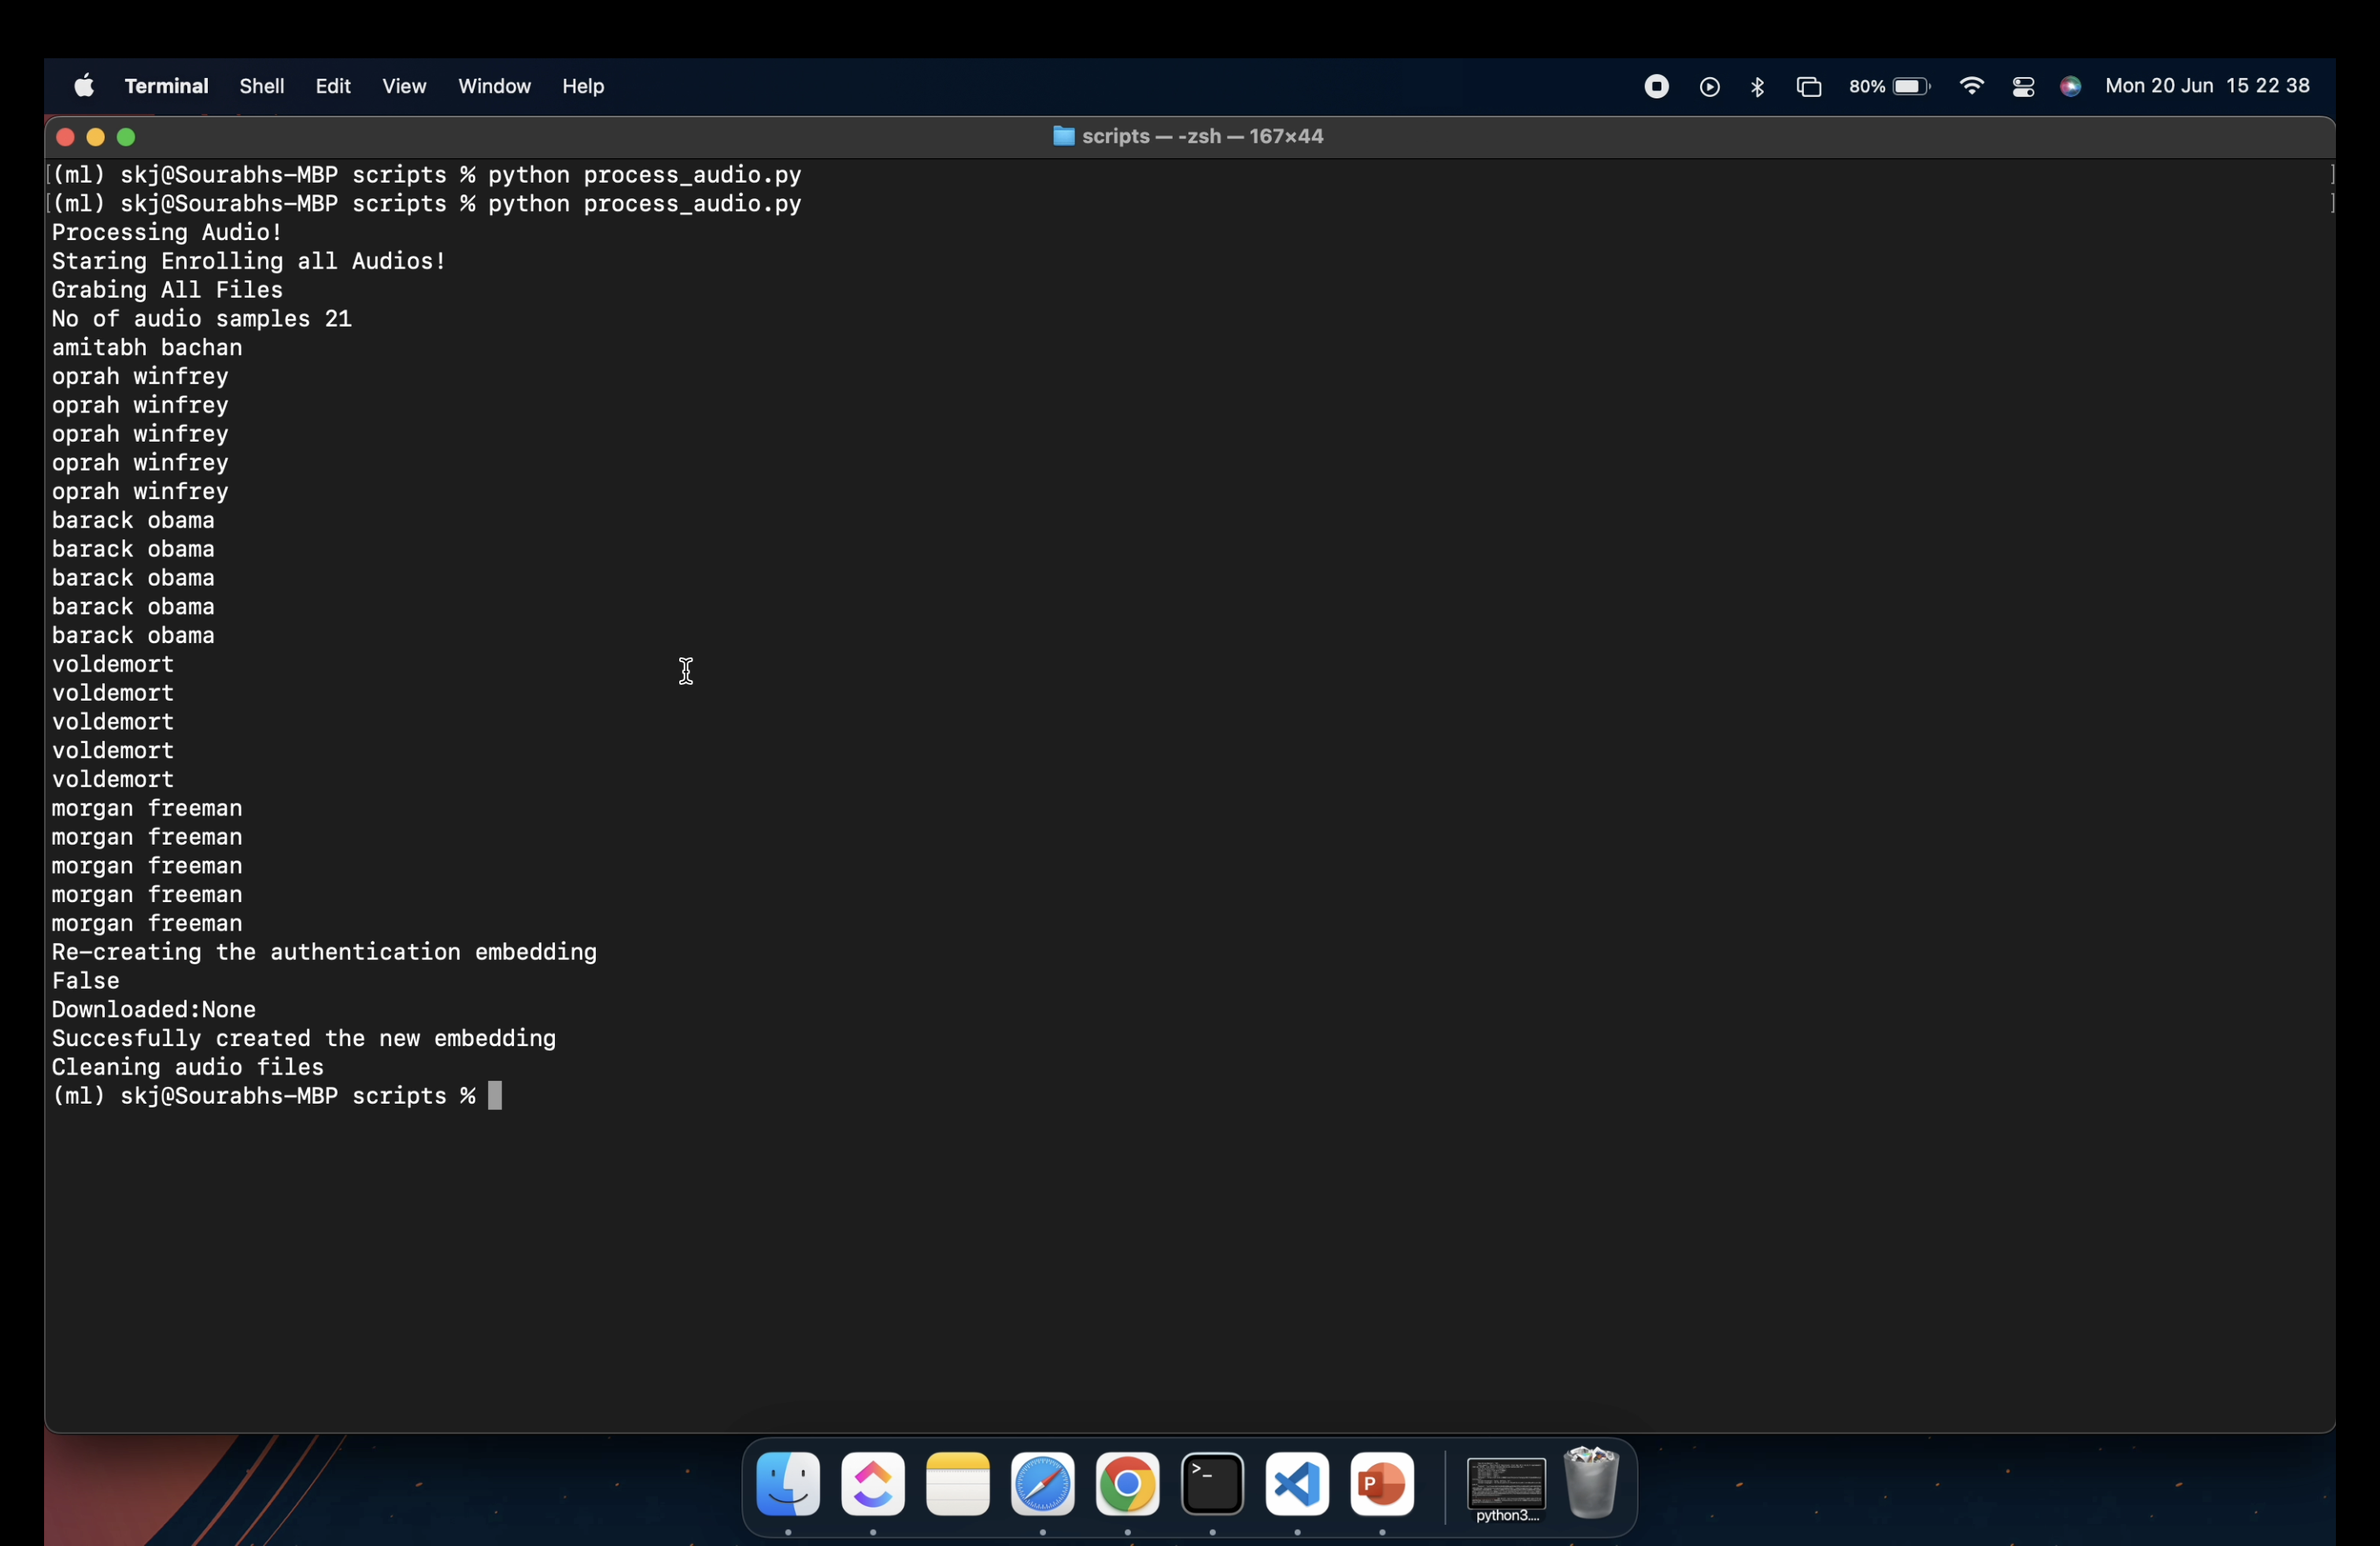 Terminal Shell Edit View Window Help 80% Mon 20 Jun 15 22 38
scripts — -zsh — 167×44
[(ml) skj@Sourabhs-MBP scripts % python process_audio.py ]
[(ml) skj@Sourabhs-MBP scripts % python process_audio.py ]
Processing Audio!
Staring Enrolling all Audios!
Grabing All Files
No of audio samples 21
amitabh bachan
oprah winfrey
oprah winfrey
oprah winfrey
oprah winfrey
oprah winfrey
barack obama
barack obama
barack obama
barack obama
barack obama
voldemort
voldemort
voldemort
voldemort
voldemort
morgan freeman
morgan freeman
morgan freeman
morgan freeman
morgan freeman
Re-creating the authentication embedding
False
Downloaded:None
Succesfully created the new embedding
Cleaning audio files
(ml) skj@Sourabhs-MBP scripts %
>_
P
python3....